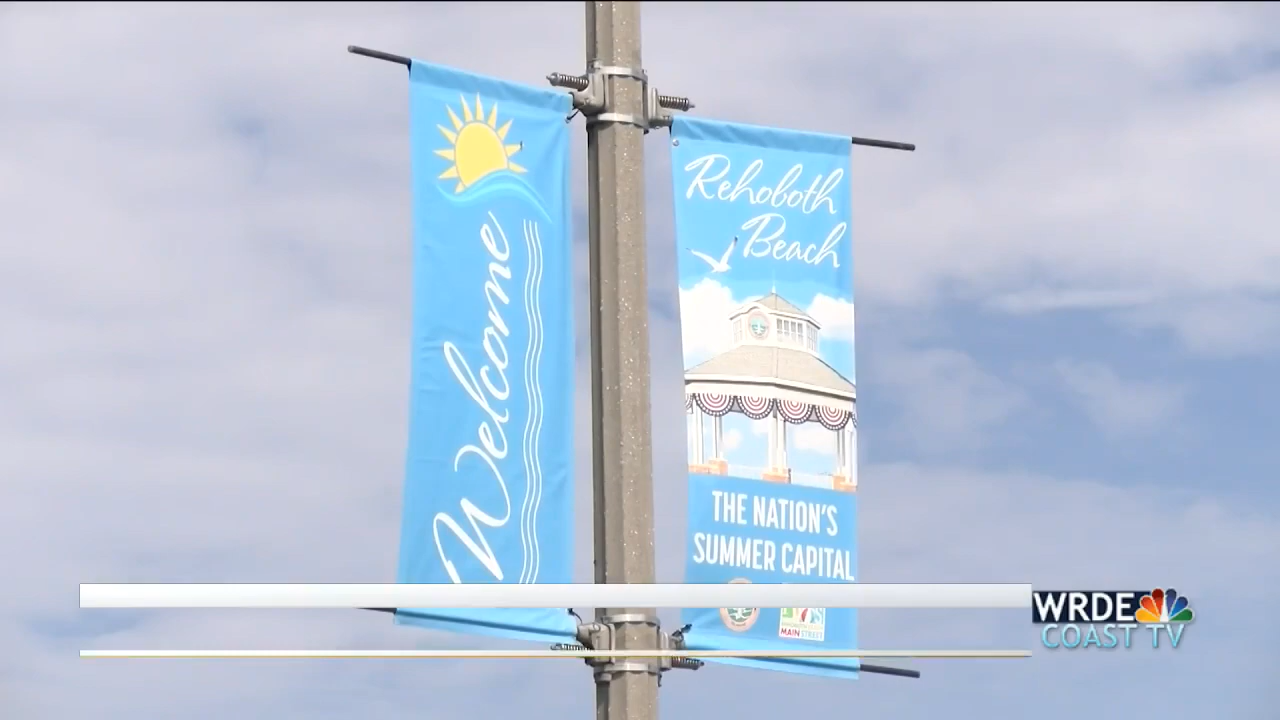 Welcome
Rehoboth
Beach
THE NATION'S
SUMMER CAPITAL
MAIN STREET
WRDE
COAST TV